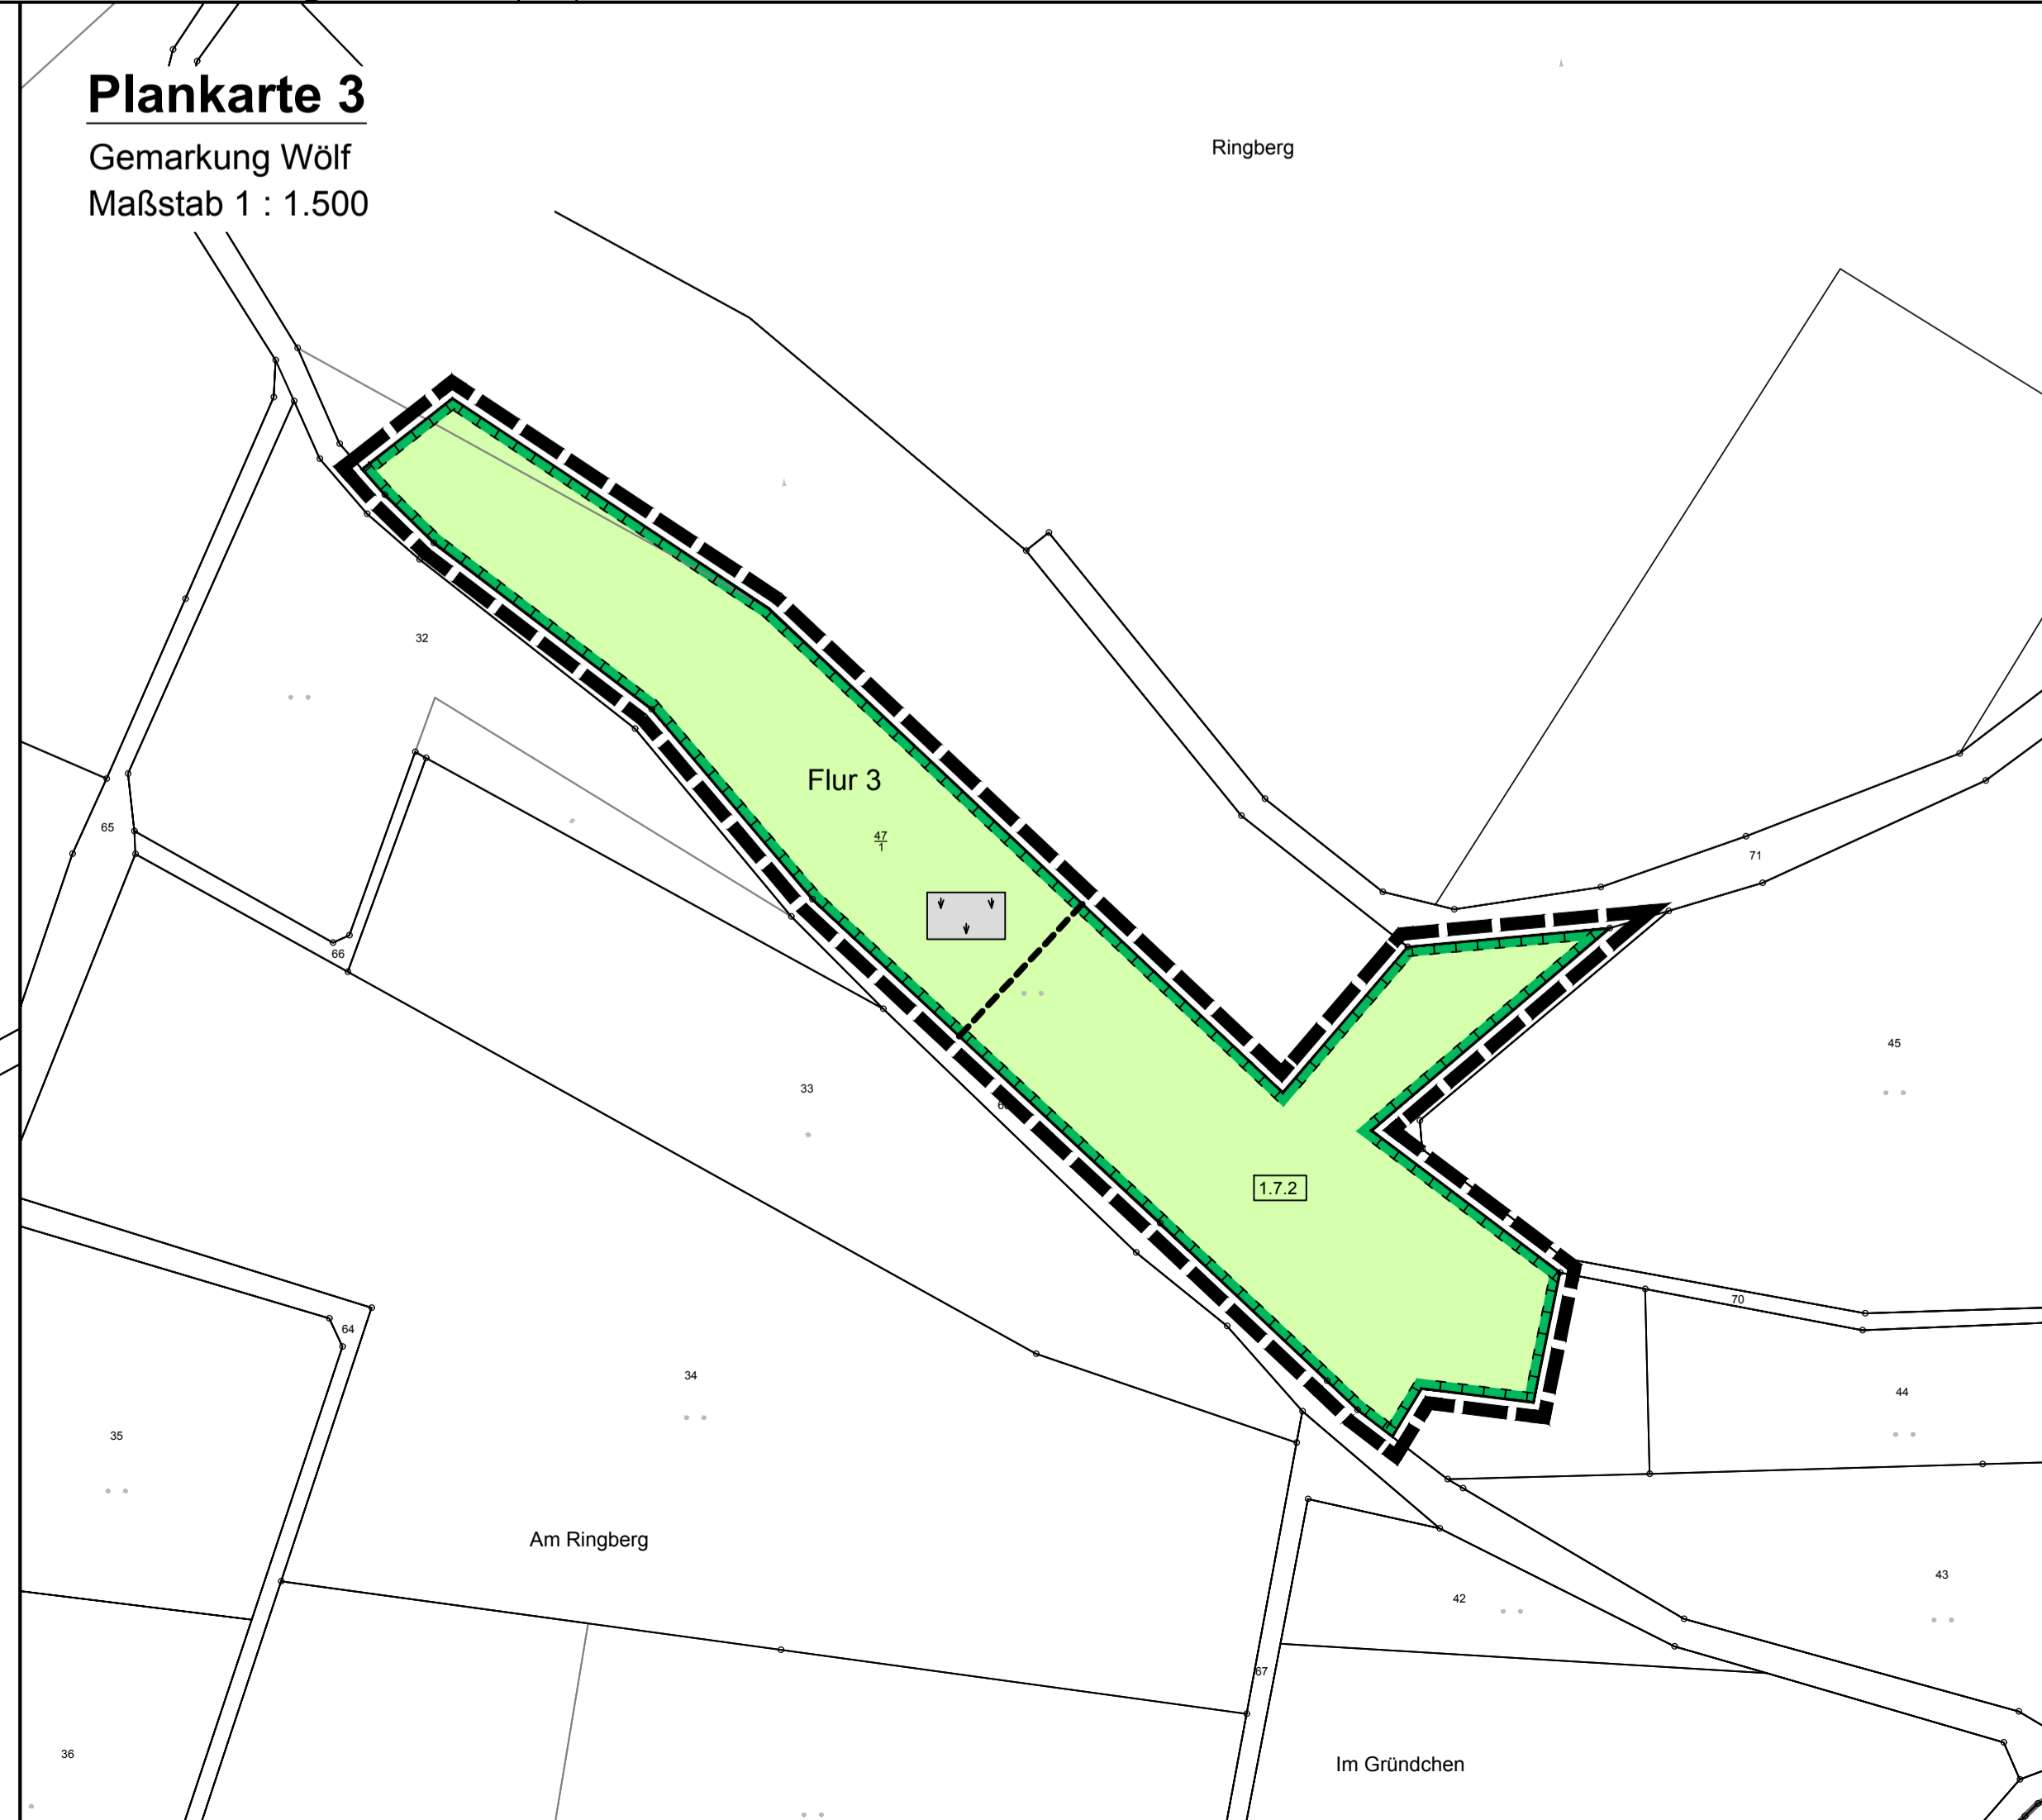 Plankarte 3
Gemarkung Wölf
Maßstab 1 : 1.500
Ringberg
32
Flur 3
47
1
65
71
66
45
33
1.7.2
70
64
34
44
35
Am Ringberg
43
42
67
36
Im Gründchen